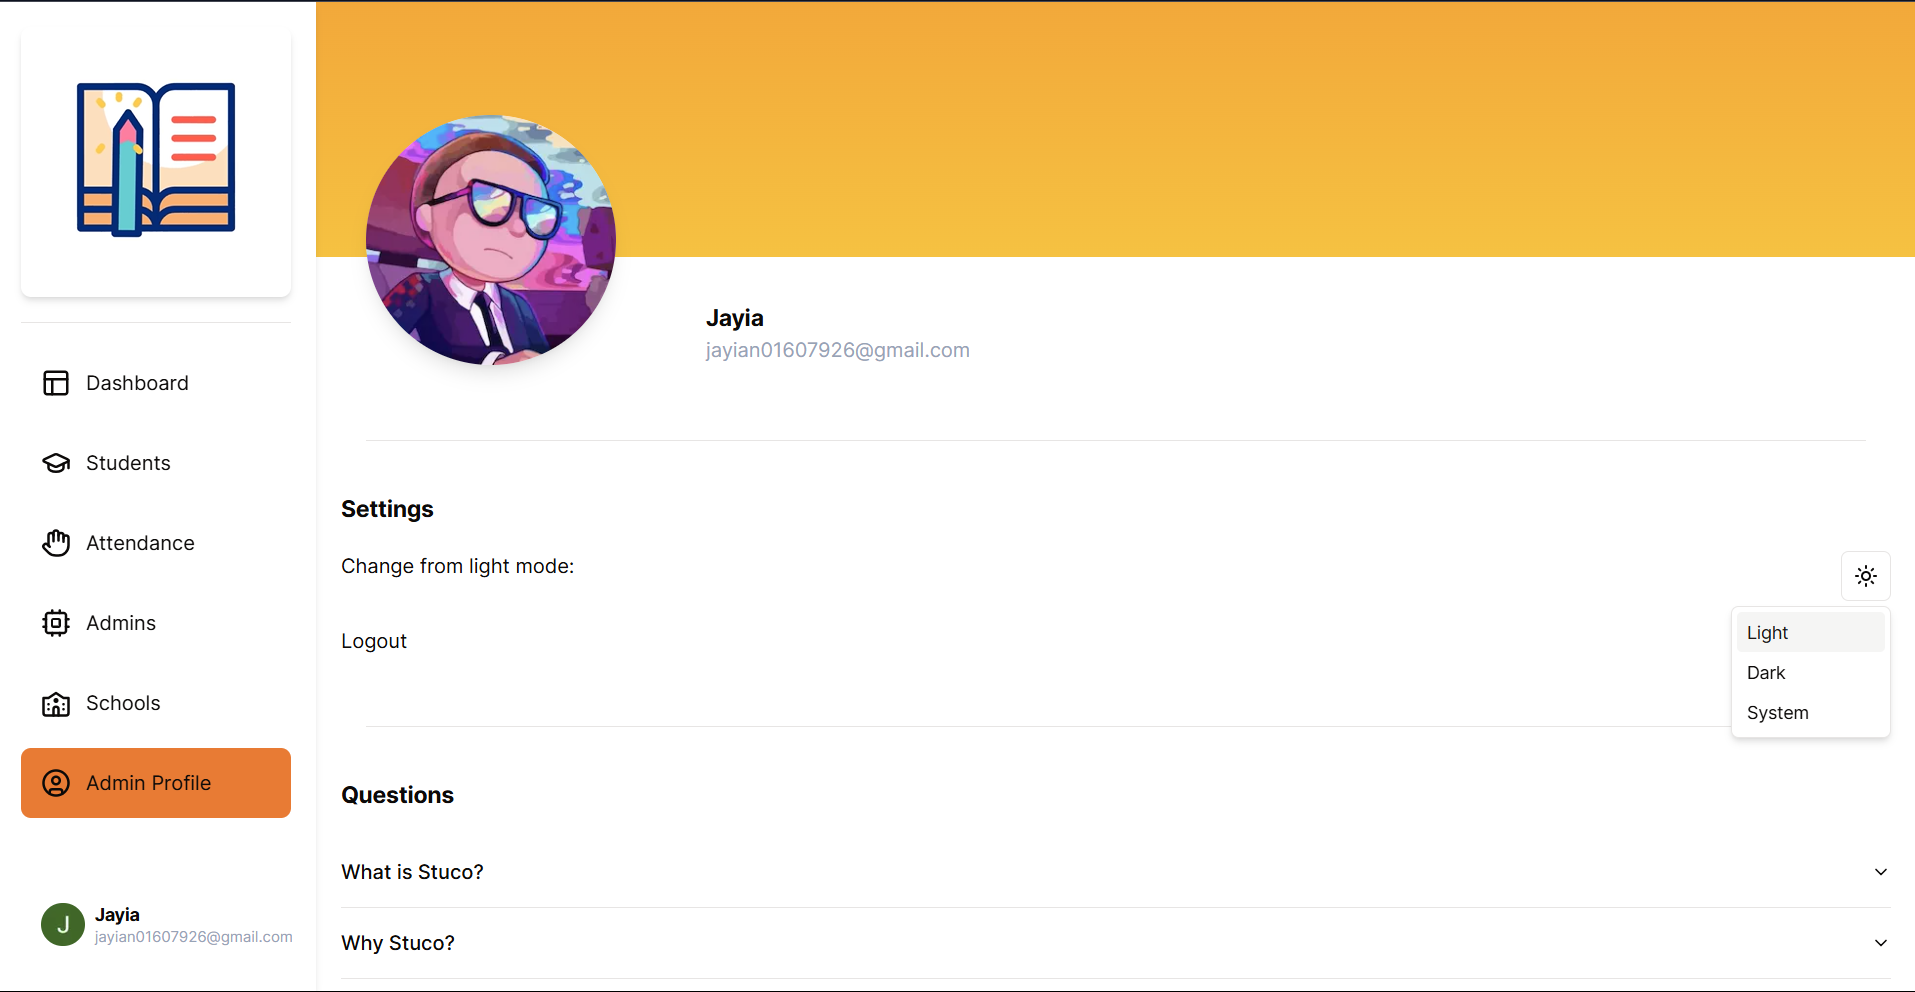 Dashboard
Students
Attendance
Admins
Schools
Admin Profile
J
Jayia
jayian01607926@gmail.com
Jayia
jayian01607926@gmail.com
Settings
Change from light mode:
Logout
Light
Dark
System
Questions
What is Stuco?
Why Stuco?